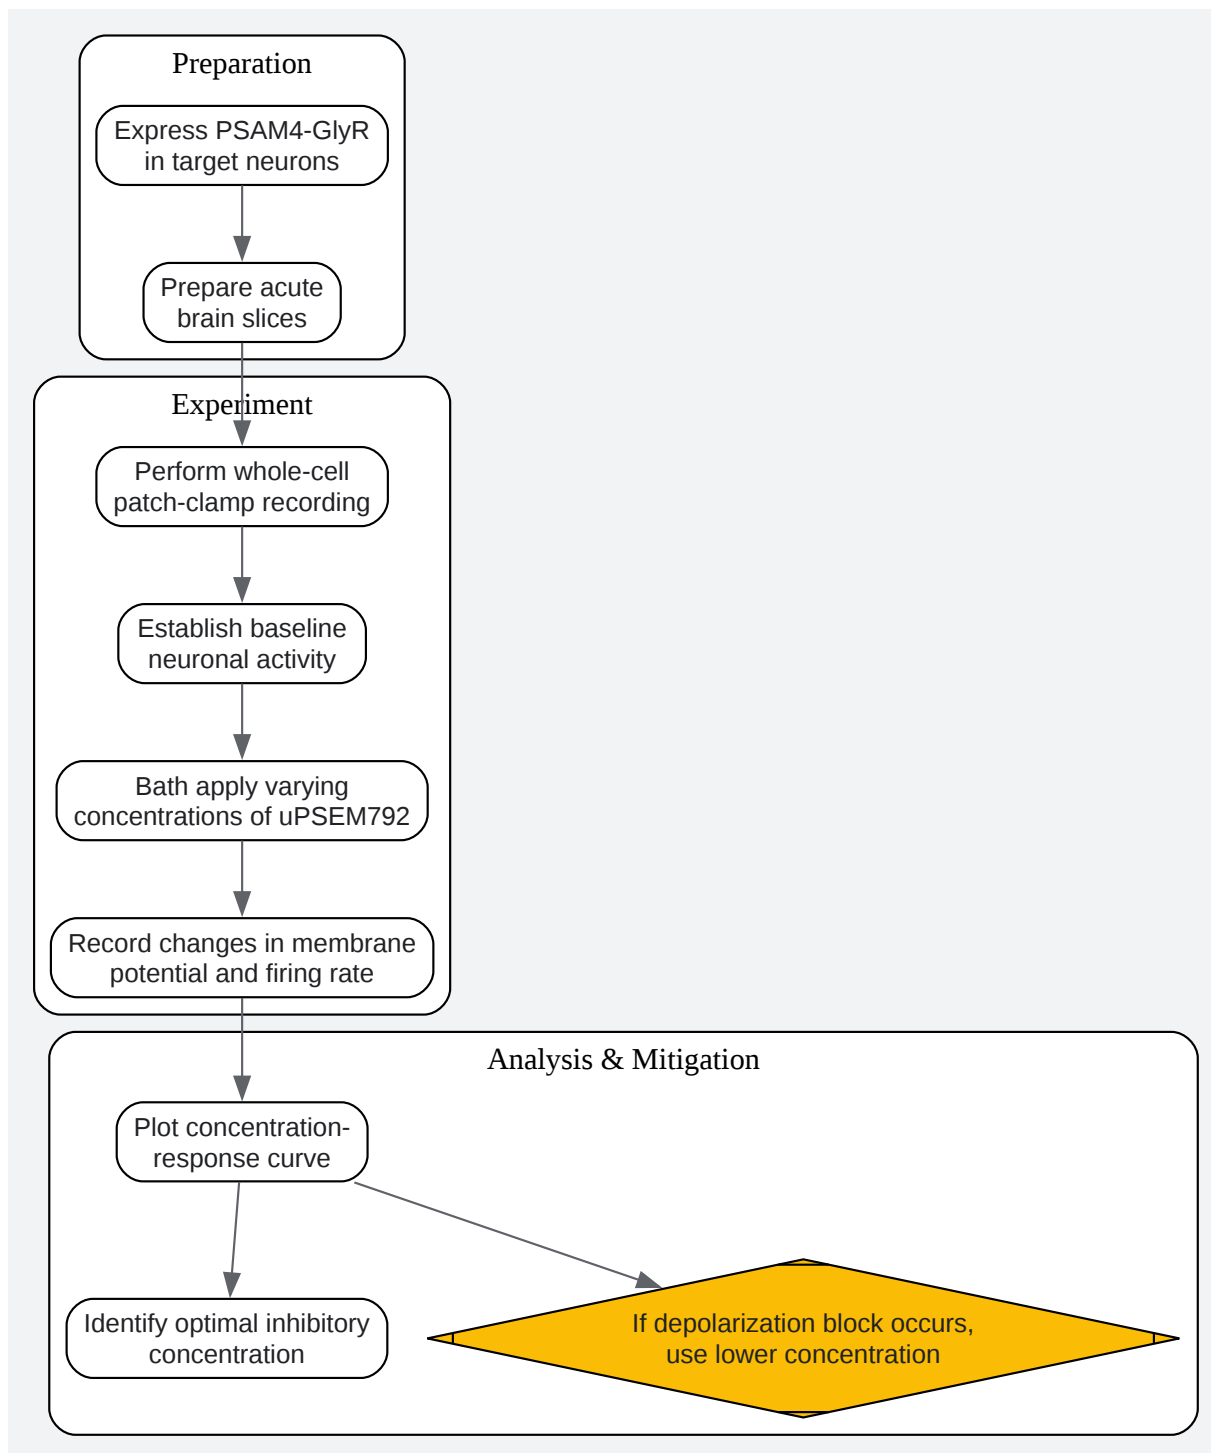 Preparation
Express PSAM4-GlyR
in target neurons
Prepare acute
brain slices
Experiment
Perform whole-cell
patch-clamp recording
Establish baseline
neuronal activity
Bath apply varying
concentrations of uPSEM792
Record changes in membrane
potential and firing rate
Analysis & Mitigation
Plot concentration-
response curve
Identify optimal inhibitory
concentration
If depolarization block occurs,
use lower concentration